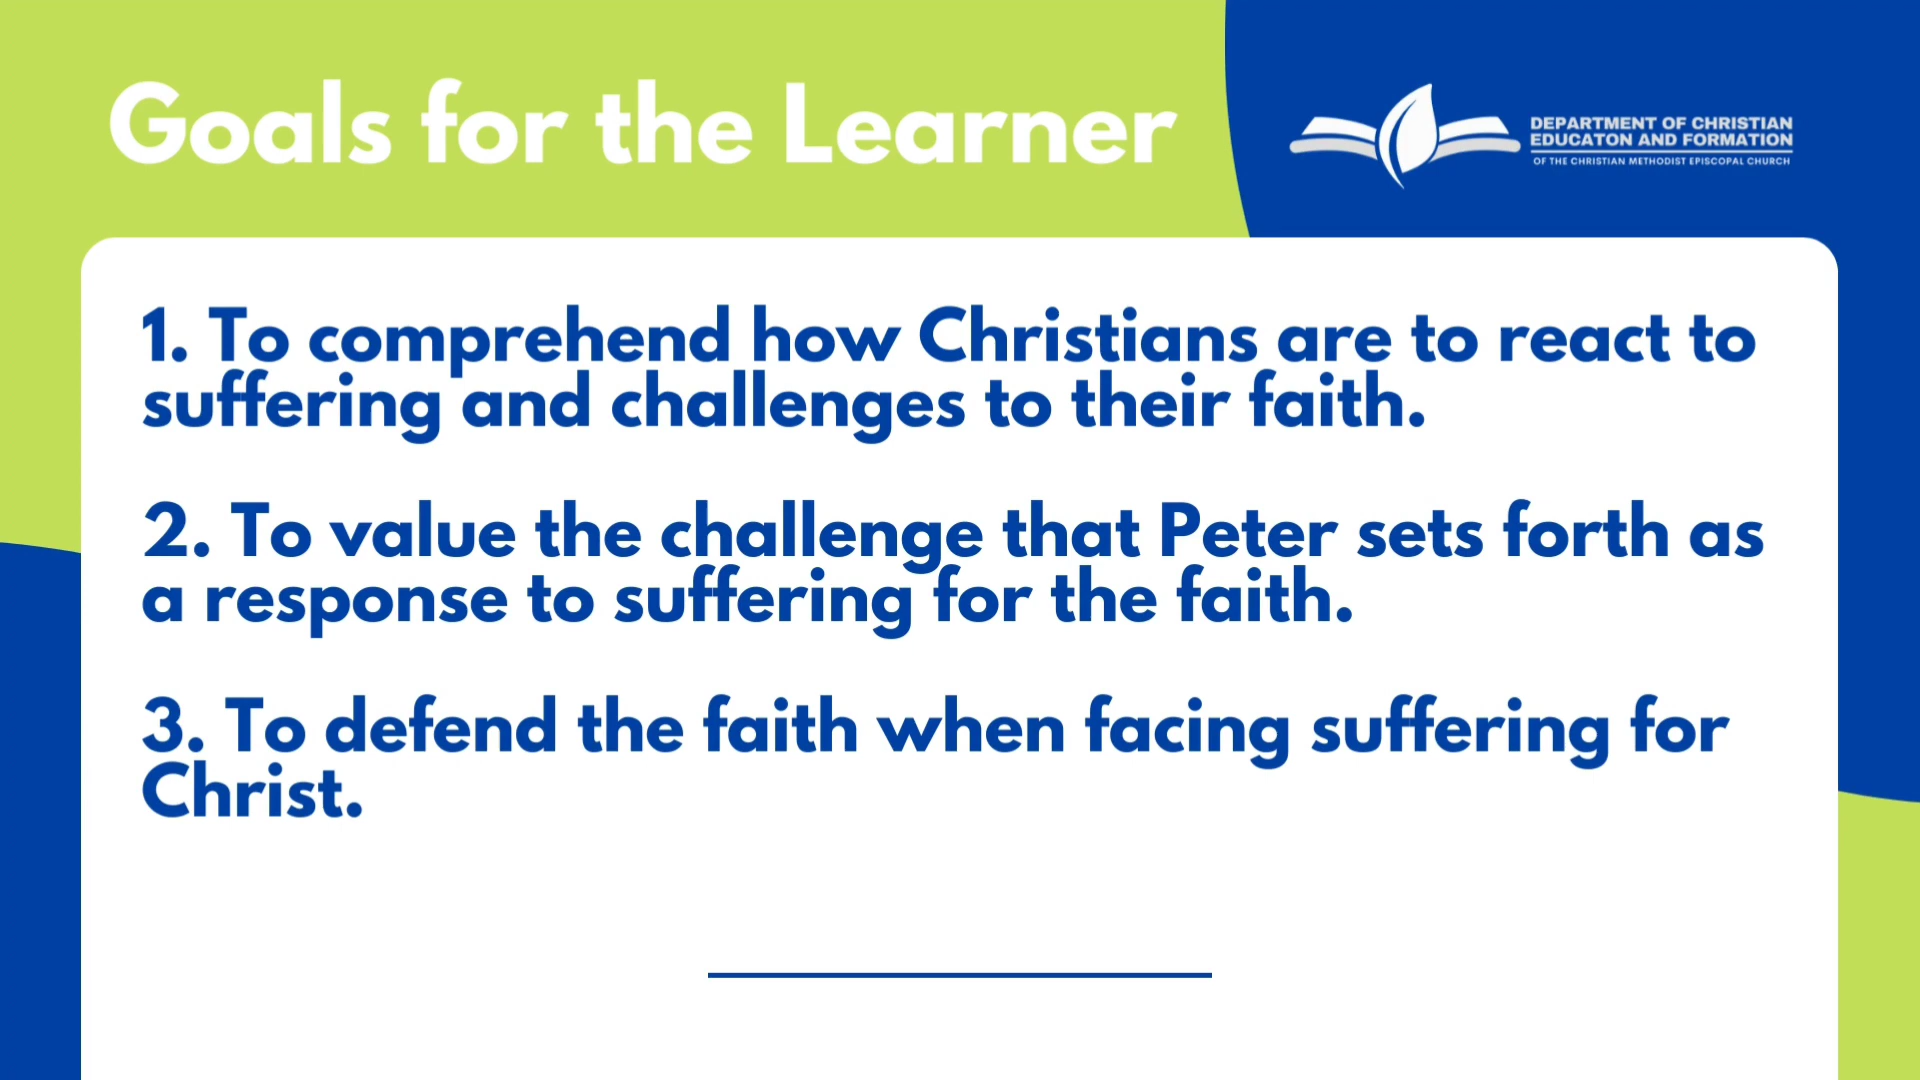 Goals for the Learner
DEPARTMENT OF CHRISTIAN
EDUCATON AND FORMATION
OF THE CHRISTIAN METHODIST EPISCOPAL CHURCH
1. To comprehend how Christians are to react to
suffering and challenges to their faith.
2. To value the challenge that Peter sets forth as
a response to suffering for the faith.
3. To defend the faith when facing suffering for
Christ.